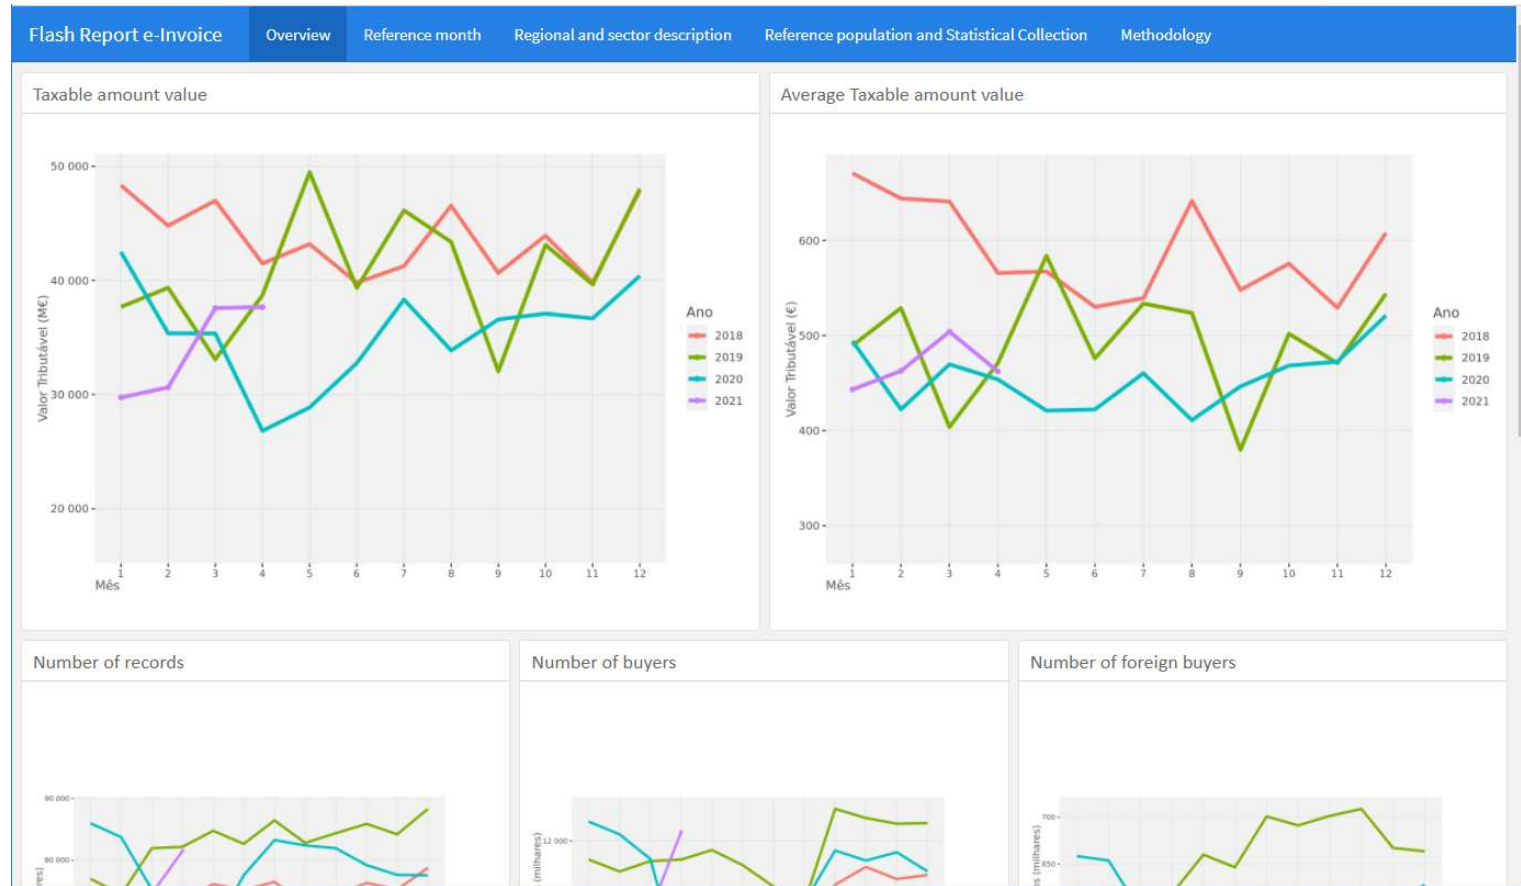 Flash Report e-Invoice Overview Reference month Regional and sector description Reference population and Statistical Collection Methodology
Taxable amount value
50 000
40 000
30 000
20 000
Valor Tributável (M€)
1 2 3 4 5 6 7 8 9 10 11 12
Mês
Ano
2018
2019
2020
2021
Average Taxable amount value
600
500
400
300
Valor Tributável (€)
1 2 3 4 5 6 7 8 9 10 11 12
Mês
Ano
2018
2019
2020
2021
Number of records
90 000
80 000
Number of buyers
12 000
(milhares)
Number of foreign buyers
700
650
(milhares)